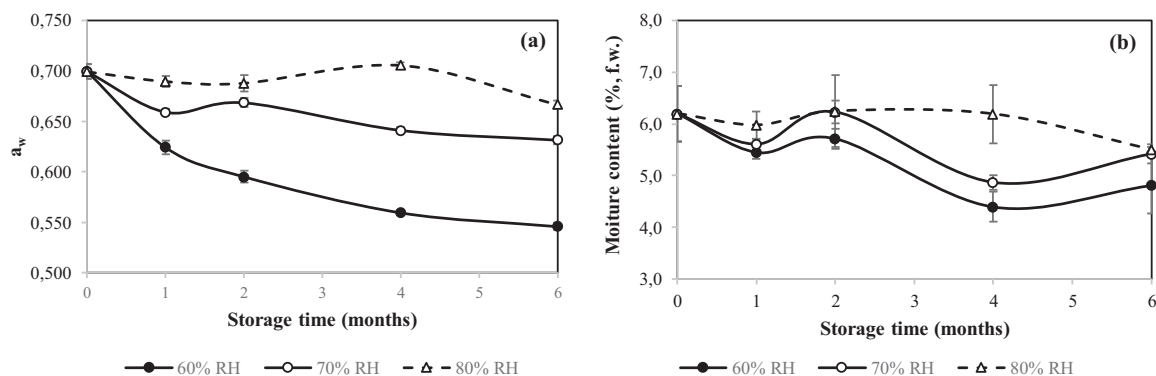 0,750
0,700
0,650
0,600
0,550
0,500
a_w
(a)
0 1 2 3 4 5 6
Storage time (months)
60% RH 70% RH 80% RH
8,0
7,0
6,0
5,0
4,0
3,0
Moiture content (%, f.w.)
(b)
0 1 2 3 4 5 6
Storage time (months)
60% RH 70% RH 80% RH